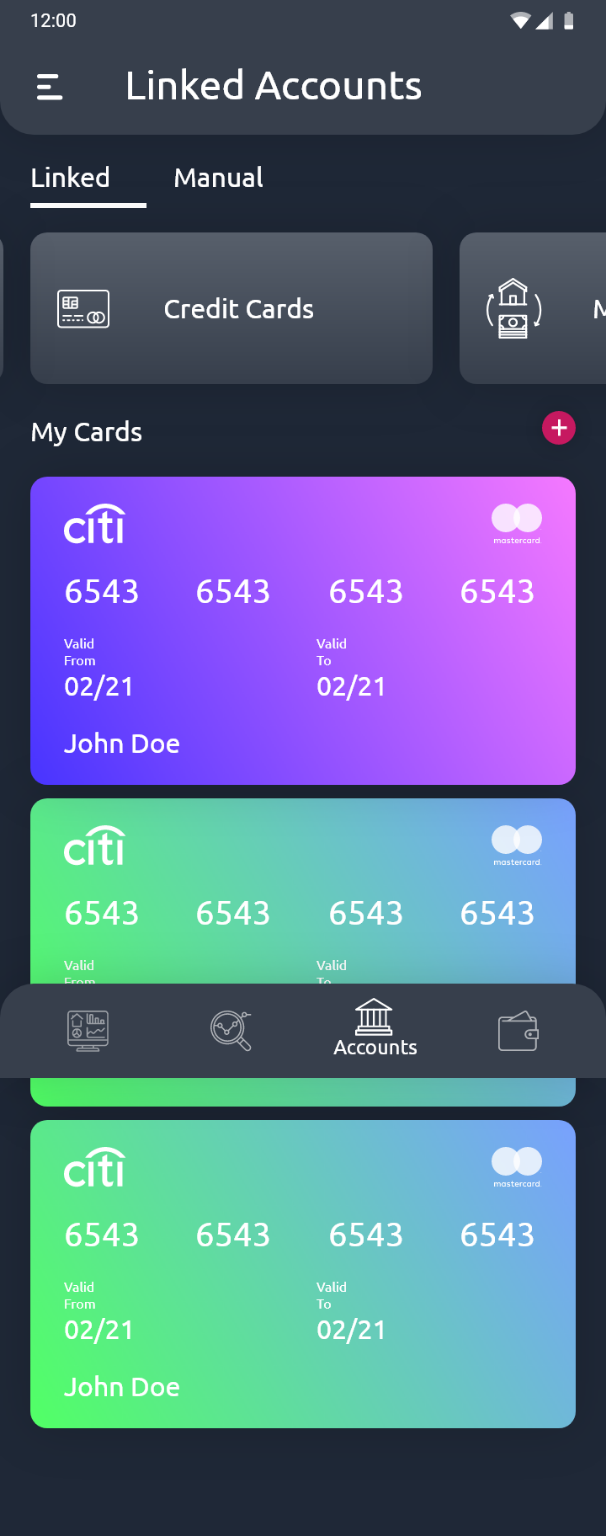 12:00
Linked Accounts
Linked Manual
Credit Cards M
My Cards
citi
mastercard
6543 6543 6543 6543
Valid Valid
From To
02/21 02/21
John Doe
citi
mastercard
6543 6543 6543 6543
Valid Valid
From To
Accounts
citi
mastercard
6543 6543 6543 6543
Valid Valid
From To
02/21 02/21
John Doe